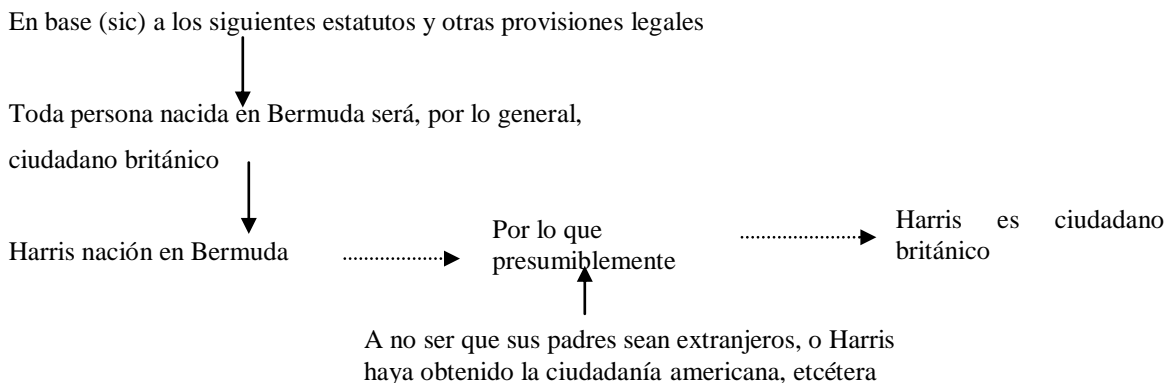 En base (sic) a los siguientes estatutos y otras provisiones legales
Toda persona nacida en Bermuda será, por lo general,
ciudadano británico
Harris nación en Bermuda
Por lo que
presumiblemente
Harris es ciudadano
británico
A no ser que sus padres sean extranjeros, o Harris
haya obtenido la ciudadanía americana, etcétera